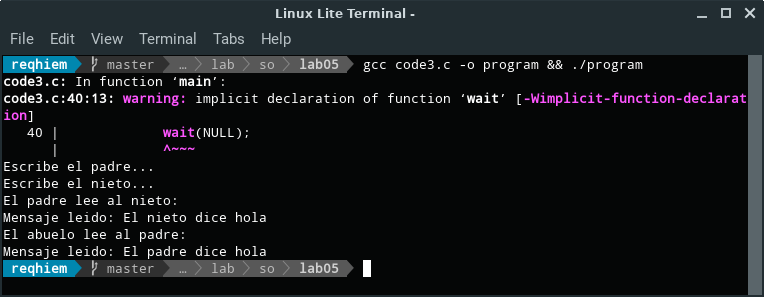 Linux Lite Terminal -
File Edit View Terminal Tabs Help
reqhiem master … lab so lab05 gcc code3.c -o program && ./program
code3.c: In function ‘main’:
code3.c:40:13: warning: implicit declaration of function ‘wait’ [-Wimplicit-function-declarat
ion]
40 | wait(NULL);
| ^~~~
Escribe el padre...
Escribe el nieto...
El padre lee al nieto:
Mensaje leido: El nieto dice hola
El abuelo lee al padre:
Mensaje leido: El padre dice hola
reqhiem master … lab so lab05